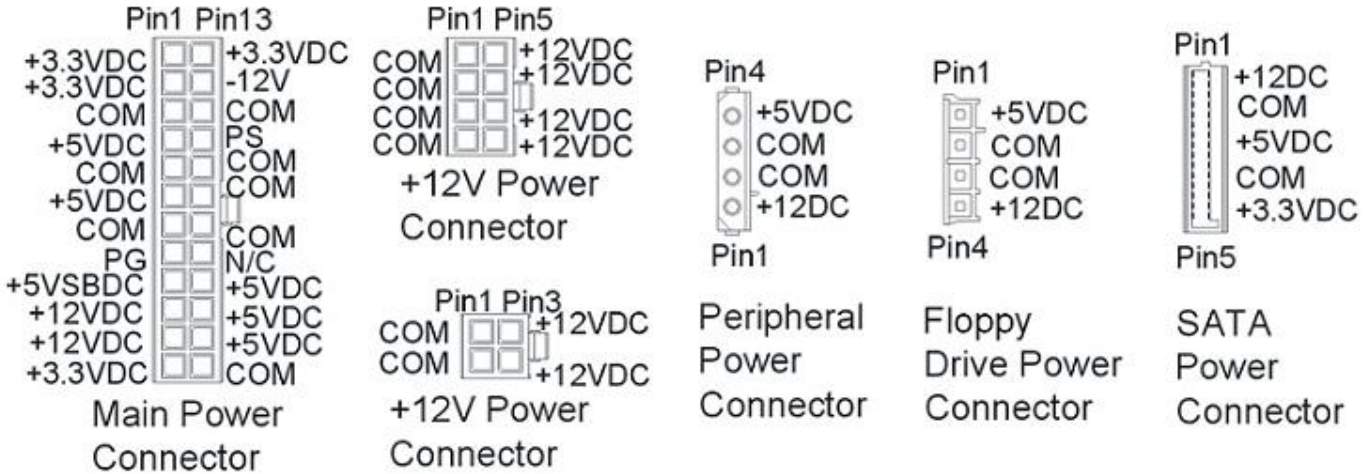 Pin1 Pin13
+3.3VDC +3.3VDC
+3.3VDC -12V
COM COM
+5VDC PS
COM COM
+5VDC COM
COM COM
PG N/C
+5VSBDC +5VDC
+12VDC +5VDC
+12VDC +5VDC
+3.3VDC COM
Main Power
Connector
Pin1 Pin5
COM +12VDC
COM +12VDC
COM +12VDC
COM +12VDC
+12V Power
Connector
Pin1 Pin3
COM +12VDC
COM +12VDC
+12V Power
Connector
Pin4
+5VDC
COM
COM
+12DC
Pin1
Peripheral
Power
Connector
Pin1
+5VDC
COM
COM
+12DC
Pin4
Floppy
Drive Power
Connector
Pin1
+12DC
COM
+5VDC
COM
+3.3VDC
Pin5
SATA
Power
Connector